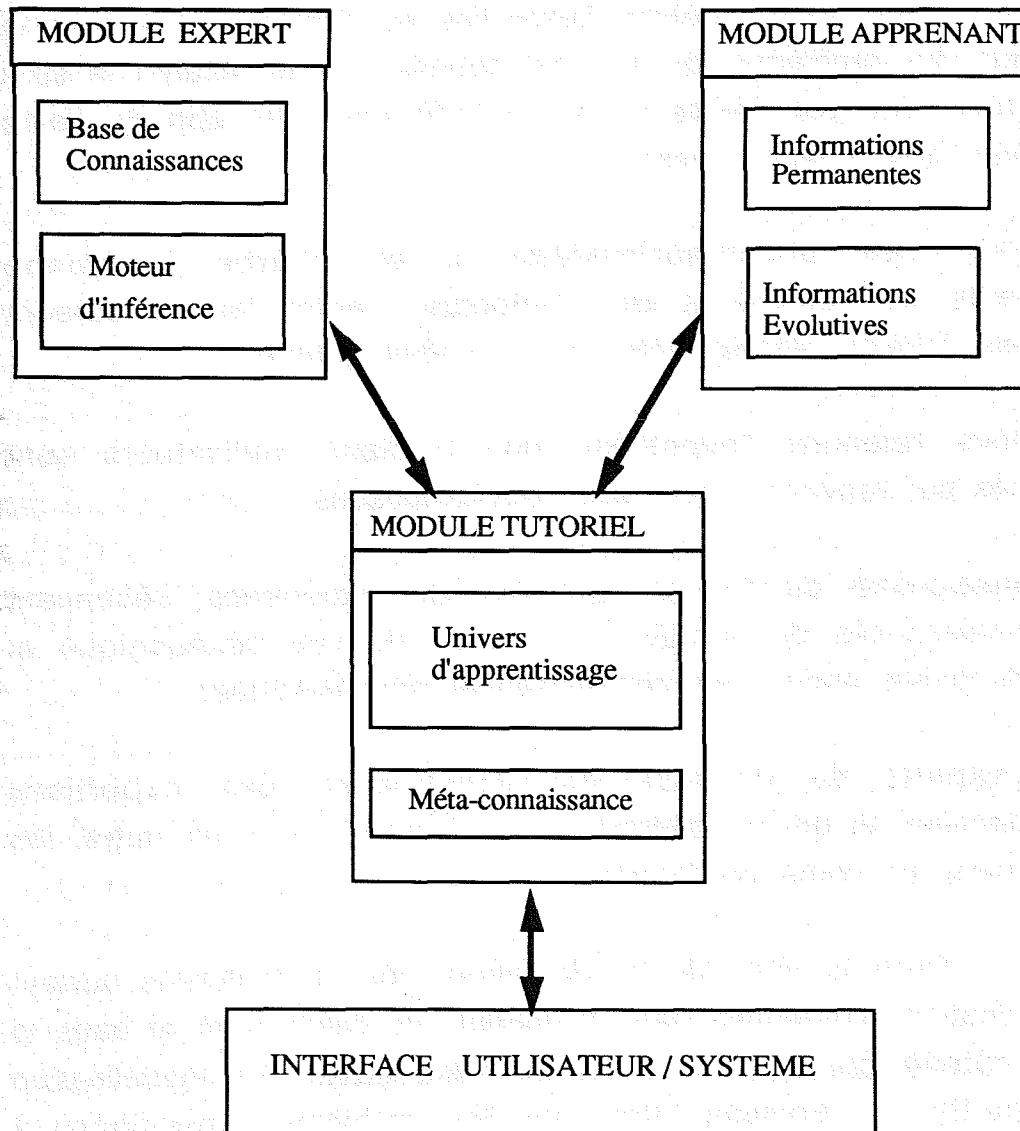 MODULE EXPERT
Base de
Connaissances
Moteur
d'inférence
MODULE APPRENANT
Informations
Permanentes
Informations
Evolutives
MODULE TUTORIEL
Univers
d'apprentissage
Méta-connaissance
INTERFACE UTILISATEUR / SYSTEME